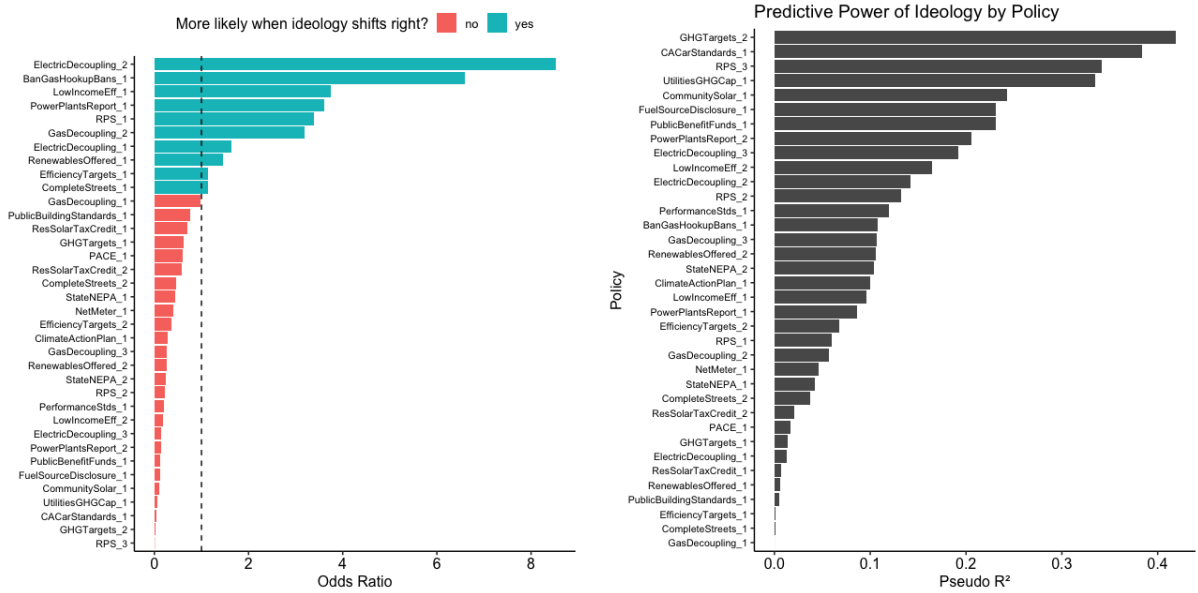 More likely when ideology shifts right? no yes
ElectricDecoupling_2
BanGasHookupBans_1
LowIncomeEff_1
PowerPlantsReport_1
RPS_1
GasDecoupling_2
ElectricDecoupling_1
RenewablesOffered_1
EfficiencyTargets_1
CompleteStreets_1
GasDecoupling_1
PublicBuildingStandards_1
ResSolarTaxCredit_1
GHGTargets_1
PACE_1
ResSolarTaxCredit_2
CompleteStreets_2
StateNEPA_1
NetMeter_1
EfficiencyTargets_2
ClimateActionPlan_1
GasDecoupling_3
RenewablesOffered_2
StateNEPA_2
RPS_2
PerformanceStds_1
LowIncomeEff_2
ElectricDecoupling_3
PowerPlantsReport_2
PublicBenefitFunds_1
FuelSourceDisclosure_1
CommunitySolar_1
UtilitiesGHGCap_1
CACarStandards_1
GHGTargets_2
RPS_3
0 2 4 6 8
Odds Ratio
Predictive Power of Ideology by Policy
Policy
GHGTargets_2
CACarStandards_1
RPS_3
UtilitiesGHGCap_1
CommunitySolar_1
FuelSourceDisclosure_1
PublicBenefitFunds_1
PowerPlantsReport_2
ElectricDecoupling_3
LowIncomeEff_2
ElectricDecoupling_2
RPS_2
PerformanceStds_1
BanGasHookupBans_1
GasDecoupling_3
RenewablesOffered_2
StateNEPA_2
ClimateActionPlan_1
LowIncomeEff_1
PowerPlantsReport_1
EfficiencyTargets_2
RPS_1
GasDecoupling_2
NetMeter_1
StateNEPA_1
CompleteStreets_2
ResSolarTaxCredit_2
PACE_1
GHGTargets_1
ElectricDecoupling_1
ResSolarTaxCredit_1
RenewablesOffered_1
PublicBuildingStandards_1
EfficiencyTargets_1
CompleteStreets_1
GasDecoupling_1
0.0 0.1 0.2 0.3 0.4
Pseudo R²